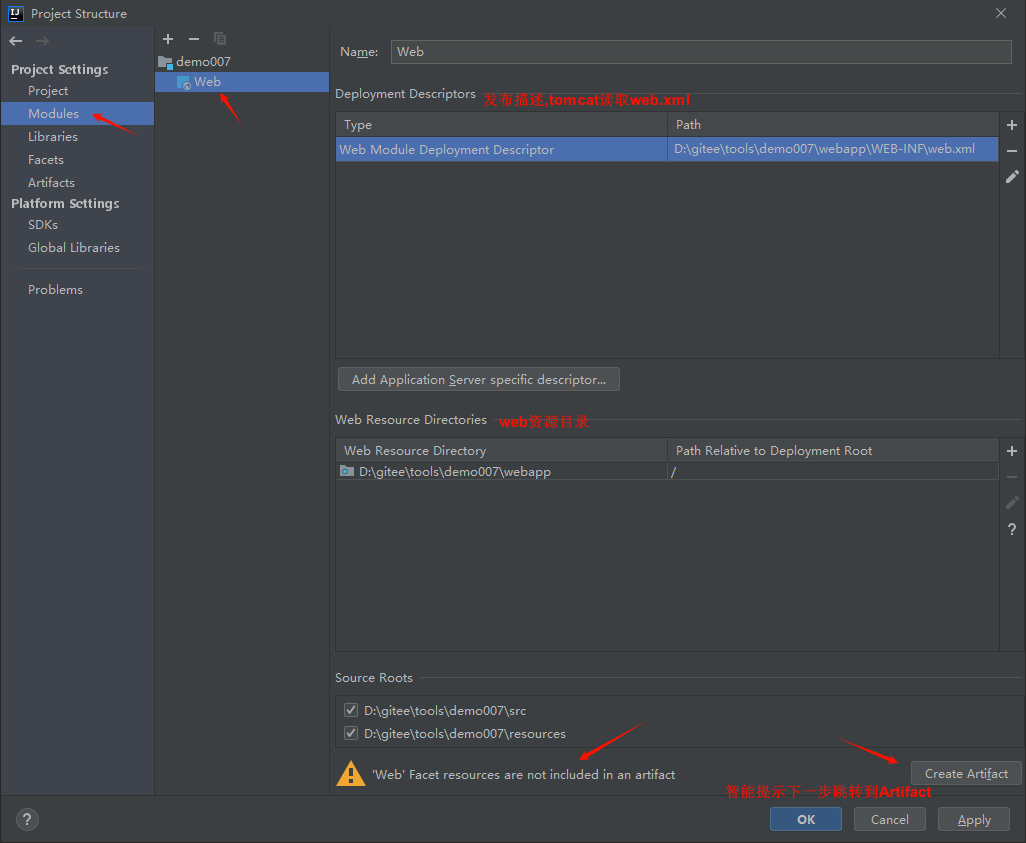 Project Structure
Project Settings
Project
Modules
Libraries
Facets
Artifacts
Platform Settings
SDKs
Global Libraries
Problems
demo007
Web
Name: Web
Deployment Descriptors 发布描述,tomcat读取web.xml
Type Path
Web Module Deployment Descriptor D:\gitee\tools\demo007\webapp\WEB-INF\web.xml
Add Application Server specific descriptor...
Web Resource Directories web资源目录
Web Resource Directory Path Relative to Deployment Root
D:\gitee\tools\demo007\webapp /
Source Roots
D:\gitee\tools\demo007\src
D:\gitee\tools\demo007\resources
'Web' Facet resources are not included in an artifact
Create Artifact
智能提示下一步跳转到Artifact
? OK Cancel Apply